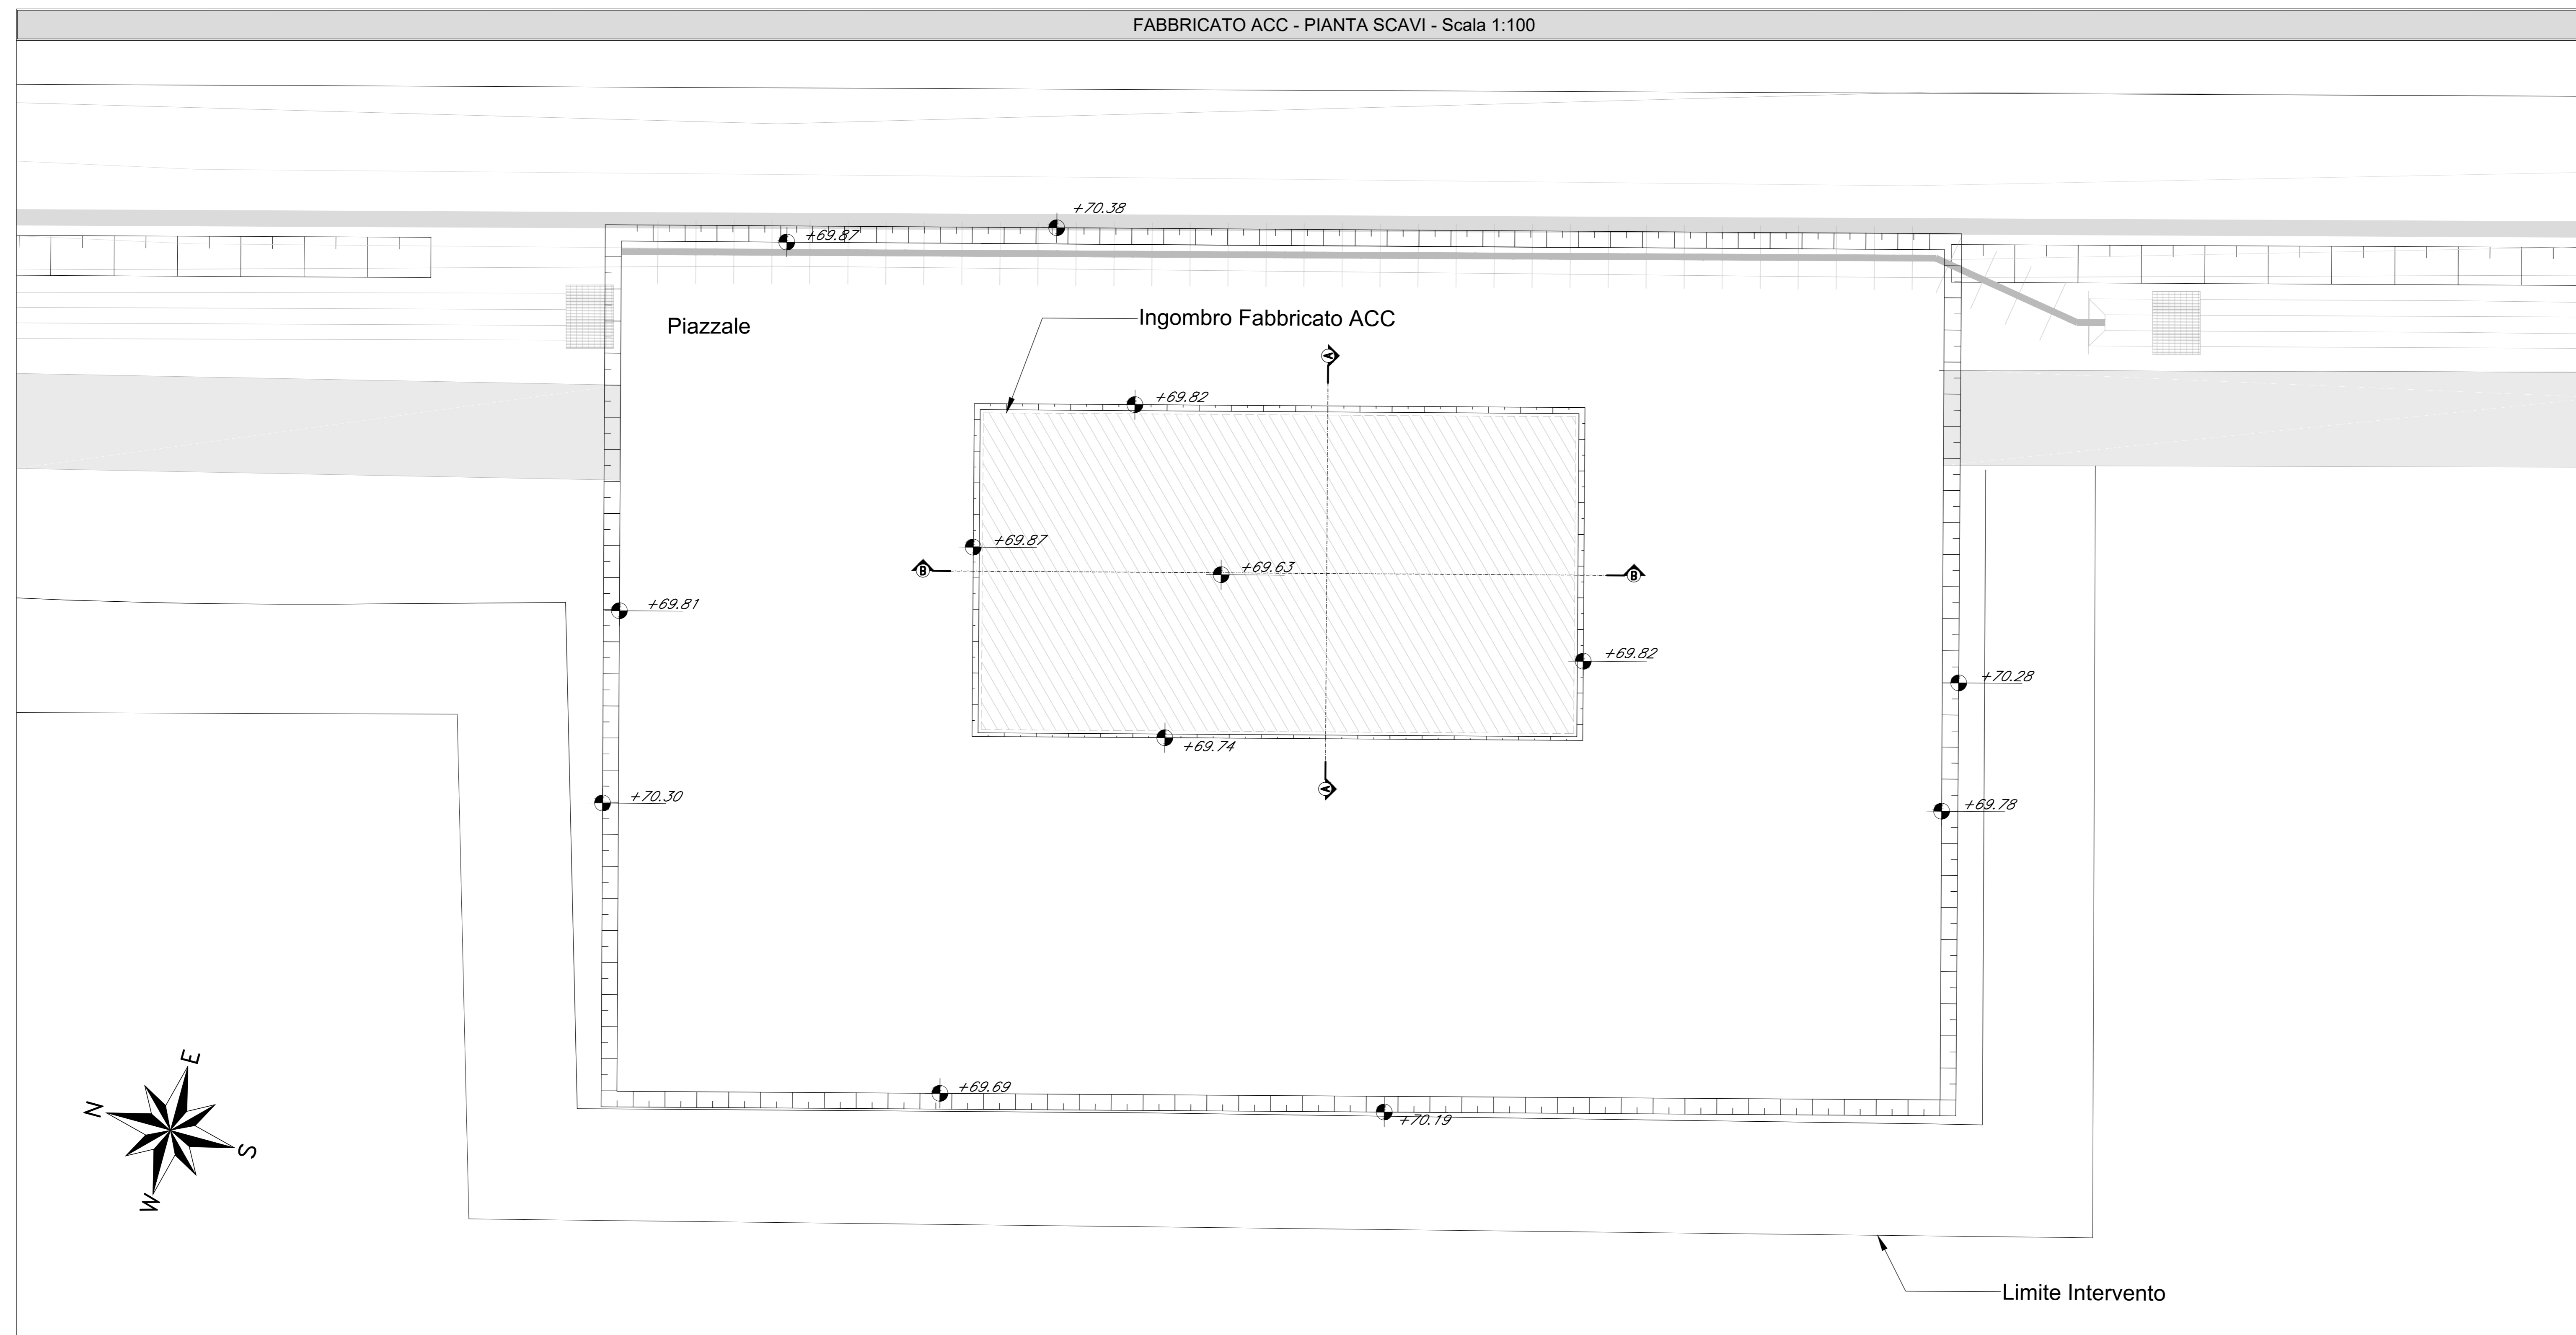 FABBRICATO ACC - PIANTA SCAVI - Scala 1:100
+70.38
+69.87
Ingombro Fabbricato ACC
Piazzale
A
+69.82
+69.87
B
+69.63
B
+69.81
+69.82
+70.28
+70.30
+69.74
A
+69.78
+69.69
+70.19
E
N
S
W
Limite Intervento